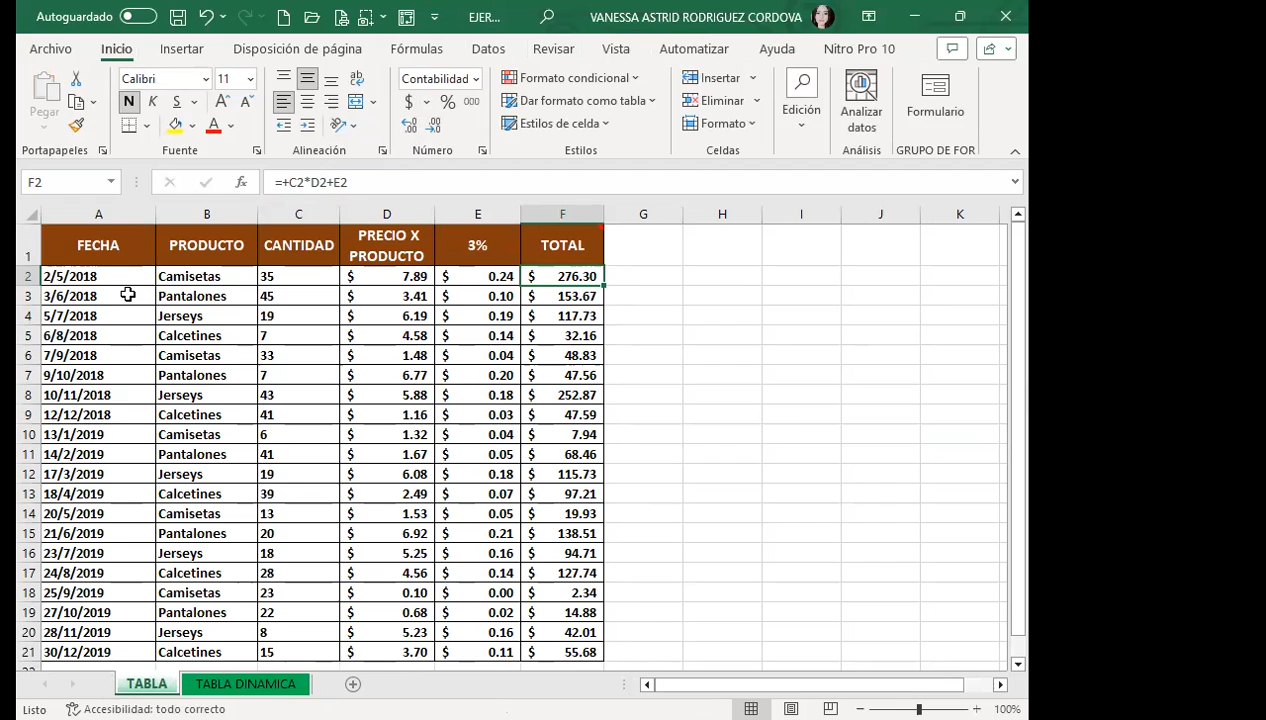 Autoguardado EJER... VANESSA ASTRID RODRIGUEZ CORDOVA
Archivo Inicio Insertar Disposición de página Fórmulas Datos Revisar Vista Automatizar Ayuda Nitro Pro 10
Pegar
Calibri 11
N K S
Contabilidad
$ % 000
Formato condicional
Dar formato como tabla
Estilos de celda
Insertar
Eliminar
Formato
Edición
Analizar
datos
Formulario
Portapapeles Fuente Alineación Número Estilos Celdas Análisis GRUPO DE FOR
F2 fx =+C2*D2+E2
A B C D E F G H I J K
1 FECHA PRODUCTO CANTIDAD PRECIO X PRODUCTO 3% TOTAL
2 2/5/2018 Camisetas 35 $ 7.89 $ 0.24 $ 276.30
3 3/6/2018 Pantalones 45 $ 3.41 $ 0.10 $ 153.67
4 5/7/2018 Jerseys 19 $ 6.19 $ 0.19 $ 117.73
5 6/8/2018 Calcetines 7 $ 4.58 $ 0.14 $ 32.16
6 7/9/2018 Camisetas 33 $ 1.48 $ 0.04 $ 48.83
7 9/10/2018 Pantalones 7 $ 6.77 $ 0.20 $ 47.56
8 10/11/2018 Jerseys 43 $ 5.88 $ 0.18 $ 252.87
9 12/12/2018 Calcetines 41 $ 1.16 $ 0.03 $ 47.59
10 13/1/2019 Camisetas 6 $ 1.32 $ 0.04 $ 7.94
11 14/2/2019 Pantalones 41 $ 1.67 $ 0.05 $ 68.46
12 17/3/2019 Jerseys 19 $ 6.08 $ 0.18 $ 115.73
13 18/4/2019 Calcetines 39 $ 2.49 $ 0.07 $ 97.21
14 20/5/2019 Camisetas 13 $ 1.53 $ 0.05 $ 19.93
15 21/6/2019 Pantalones 20 $ 6.92 $ 0.21 $ 138.51
16 23/7/2019 Jerseys 18 $ 5.25 $ 0.16 $ 94.71
17 24/8/2019 Calcetines 28 $ 4.56 $ 0.14 $ 127.74
18 25/9/2019 Camisetas 23 $ 0.10 $ 0.00 $ 2.34
19 27/10/2019 Pantalones 22 $ 0.68 $ 0.02 $ 14.88
20 28/11/2019 Jerseys 8 $ 5.23 $ 0.16 $ 42.01
21 30/12/2019 Calcetines 15 $ 3.70 $ 0.11 $ 55.68
TABLA TABLA DINAMICA
Listo Accesibilidad: todo correcto 100%